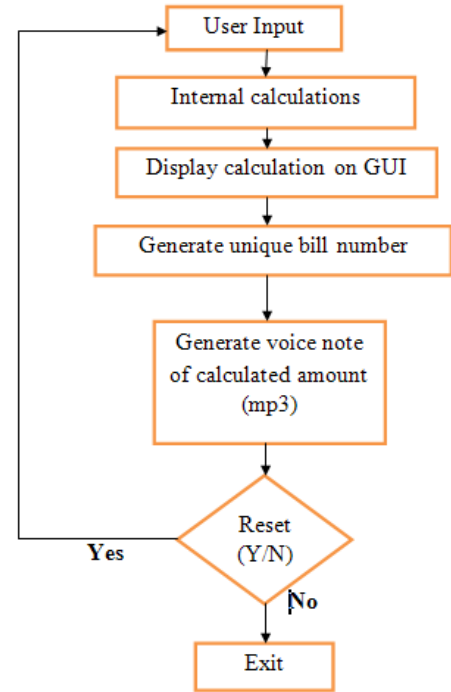 User Input
Internal calculations
Display calculation on GUI
Generate unique bill number
Generate voice note
of calculated amount
(mp3)
Reset
(Y/N)
Yes
No
Exit